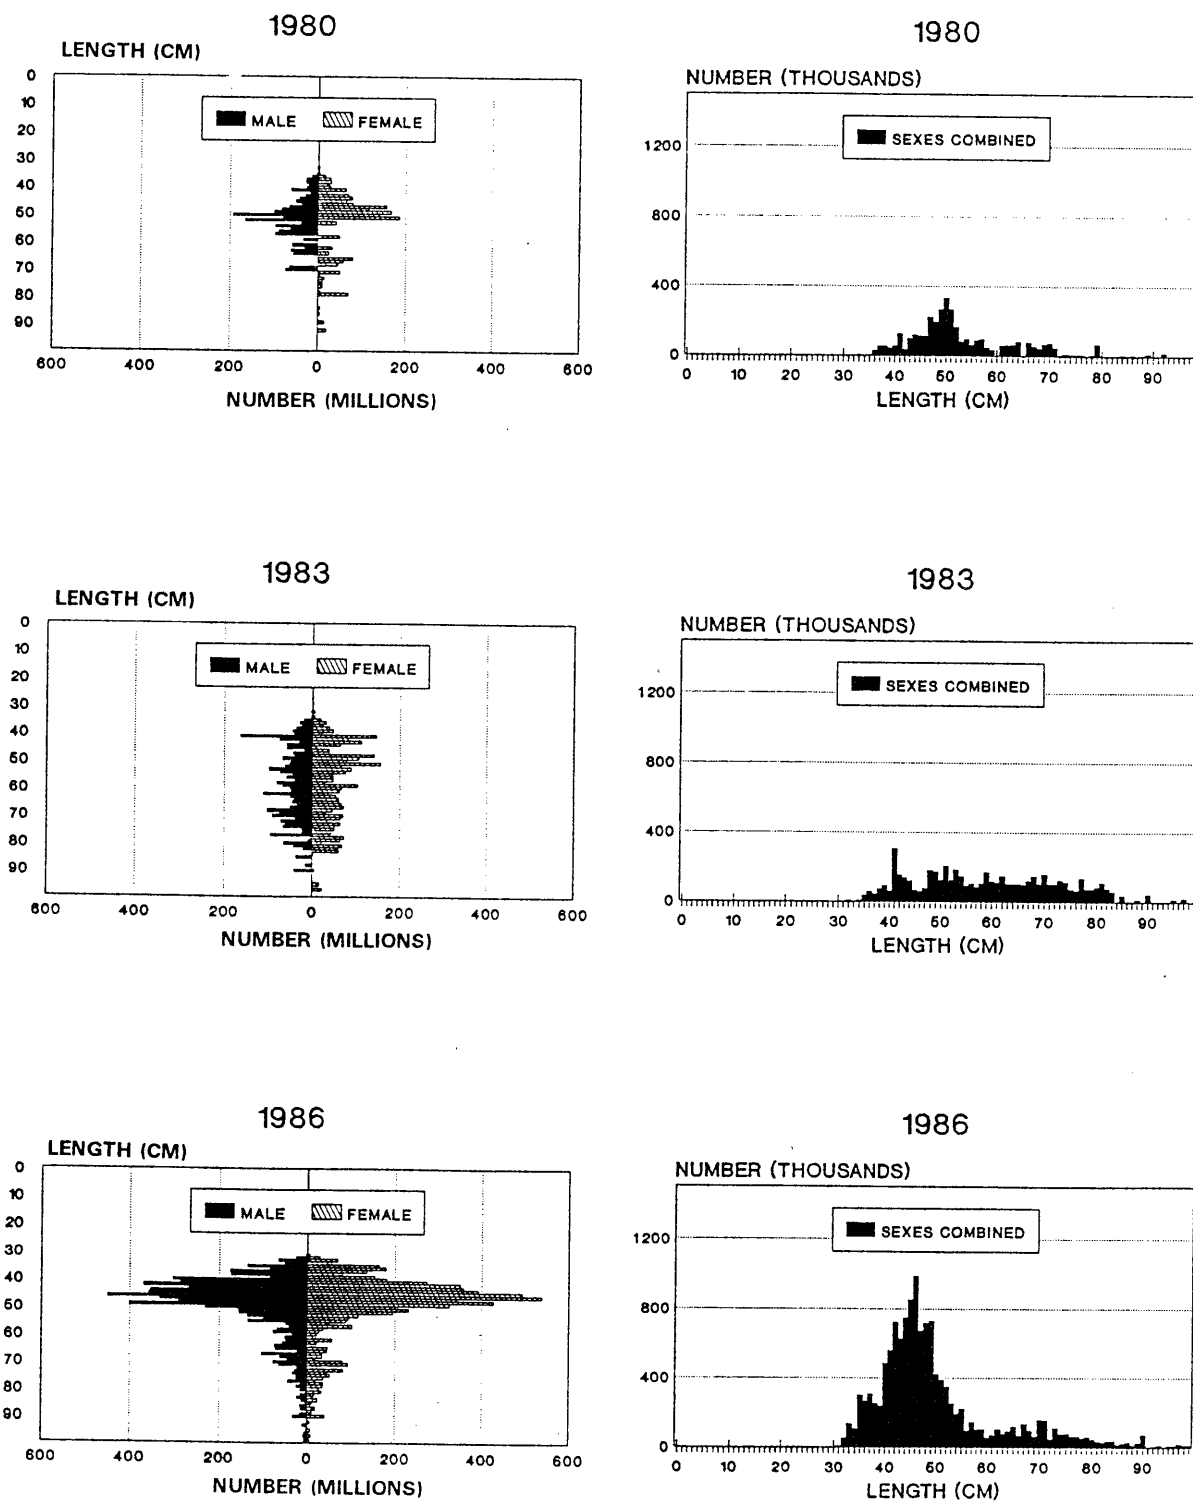 1980
LENGTH (CM)
MALE FEMALE
0
10
20
30
40
50
60
70
80
90
600 400 200 0 200 400 600
NUMBER (MILLIONS)
1980
NUMBER (THOUSANDS)
SEXES COMBINED
1200
800
400
0
0 10 20 30 40 50 60 70 80 90
LENGTH (CM)
1983
LENGTH (CM)
MALE FEMALE
0
10
20
30
40
50
60
70
80
90
600 400 200 0 200 400 600
NUMBER (MILLIONS)
1983
NUMBER (THOUSANDS)
SEXES COMBINED
1200
800
400
0
0 10 20 30 40 50 60 70 80 90
LENGTH (CM)
1986
LENGTH (CM)
MALE FEMALE
0
10
20
30
40
50
60
70
80
90
600 400 200 0 200 400 600
NUMBER (MILLIONS)
1986
NUMBER (THOUSANDS)
SEXES COMBINED
1200
800
400
0
0 10 20 30 40 50 60 70 80 90
LENGTH (CM)